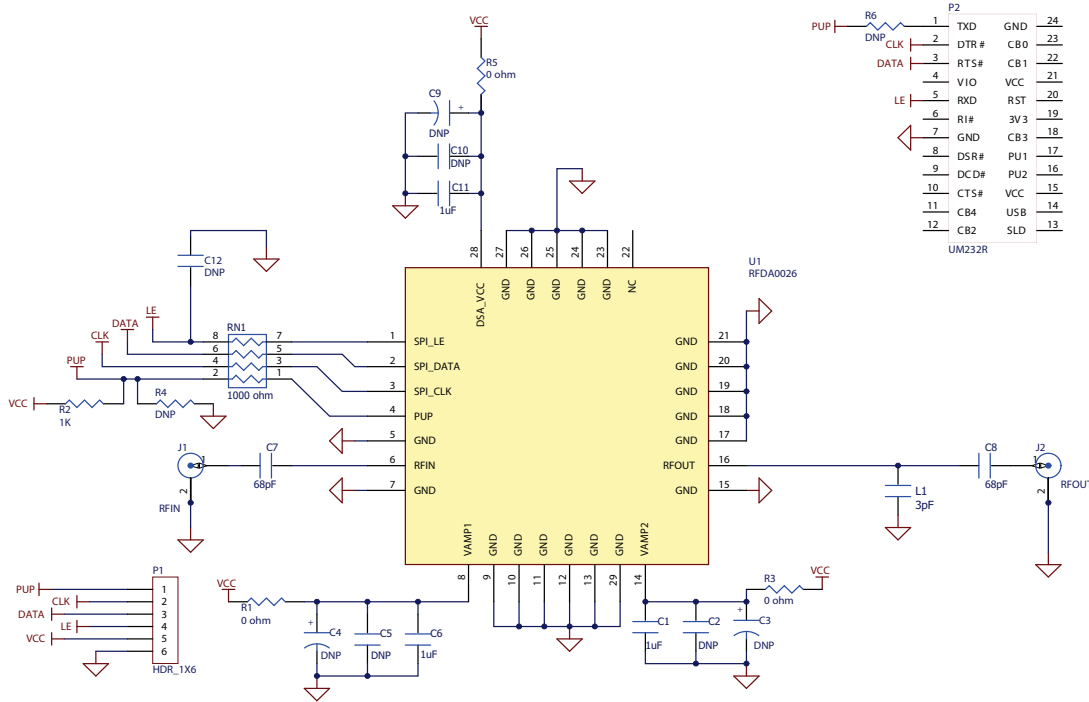 P2
VCC
R6
PUP
DNP
1 TXD GND 24
CLK 2 DTR# CB0 23
DATA 3 RTS# CB1 22
4 VIO VCC 21
LE 5 RXD RST 20
6 RI# 3V3 19
7 GND CB3 18
8 DSR# PU1 17
9 DCD# PU2 16
10 CTS# VCC 15
11 CB4 USB 14
12 CB2 SLD 13
UM232R
R5
0 ohm
C9
+
DNP
C10
DNP
C11
1uF
28 27 26 25 24 23 22
DSA_VCC GND GND GND GND GND NC
U1
RFDA0026
C12
DNP
LE
DATA
CLK
PUP
RN1
8 7
6 5
4 3
2 1
1000 ohm
VCC
R2
1K
R4
DNP
1 SPI_LE
2 SPI_DATA
3 SPI_CLK
4 PUP
5 GND
6 RFIN
7 GND
GND 21
GND 20
GND 19
GND 18
GND 17
RFOUT 16
GND 15
J1
1
2
RFIN
C7
68pF
L1
3pF
C8
68pF
J2
1
2
RFOUT
VAMP1 GND GND GND GND GND GND VAMP2
8 9 10 11 12 13 29 14
P1
PUP 1
CLK 2
DATA 3
LE 4
VCC 5
6
HDR_1X6
VCC
R1
0 ohm
+
C4
DNP
C5
DNP
C6
1uF
C1
1uF
C2
DNP
+
C3
DNP
R3
0 ohm
VCC